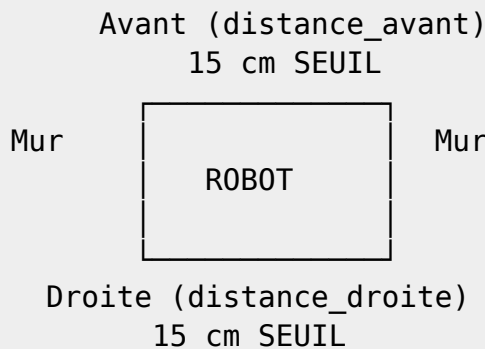 Avant (distance_avant)
15 cm SEUIL
Mur Mur
ROBOT
Droite (distance_droite)
15 cm SEUIL